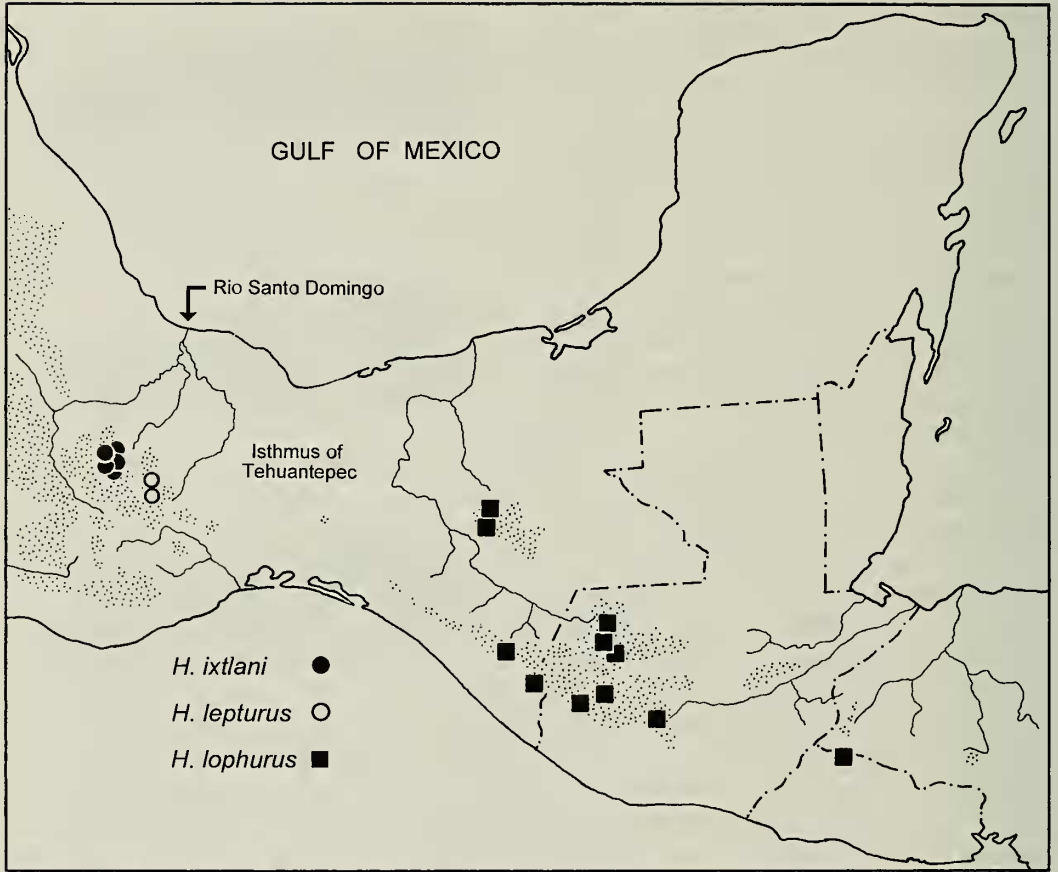 GULF OF MEXICO
Rio Santo Domingo
Isthmus of
Tehuantepec
H. ixtlani
H. lepturus
H. lophurus